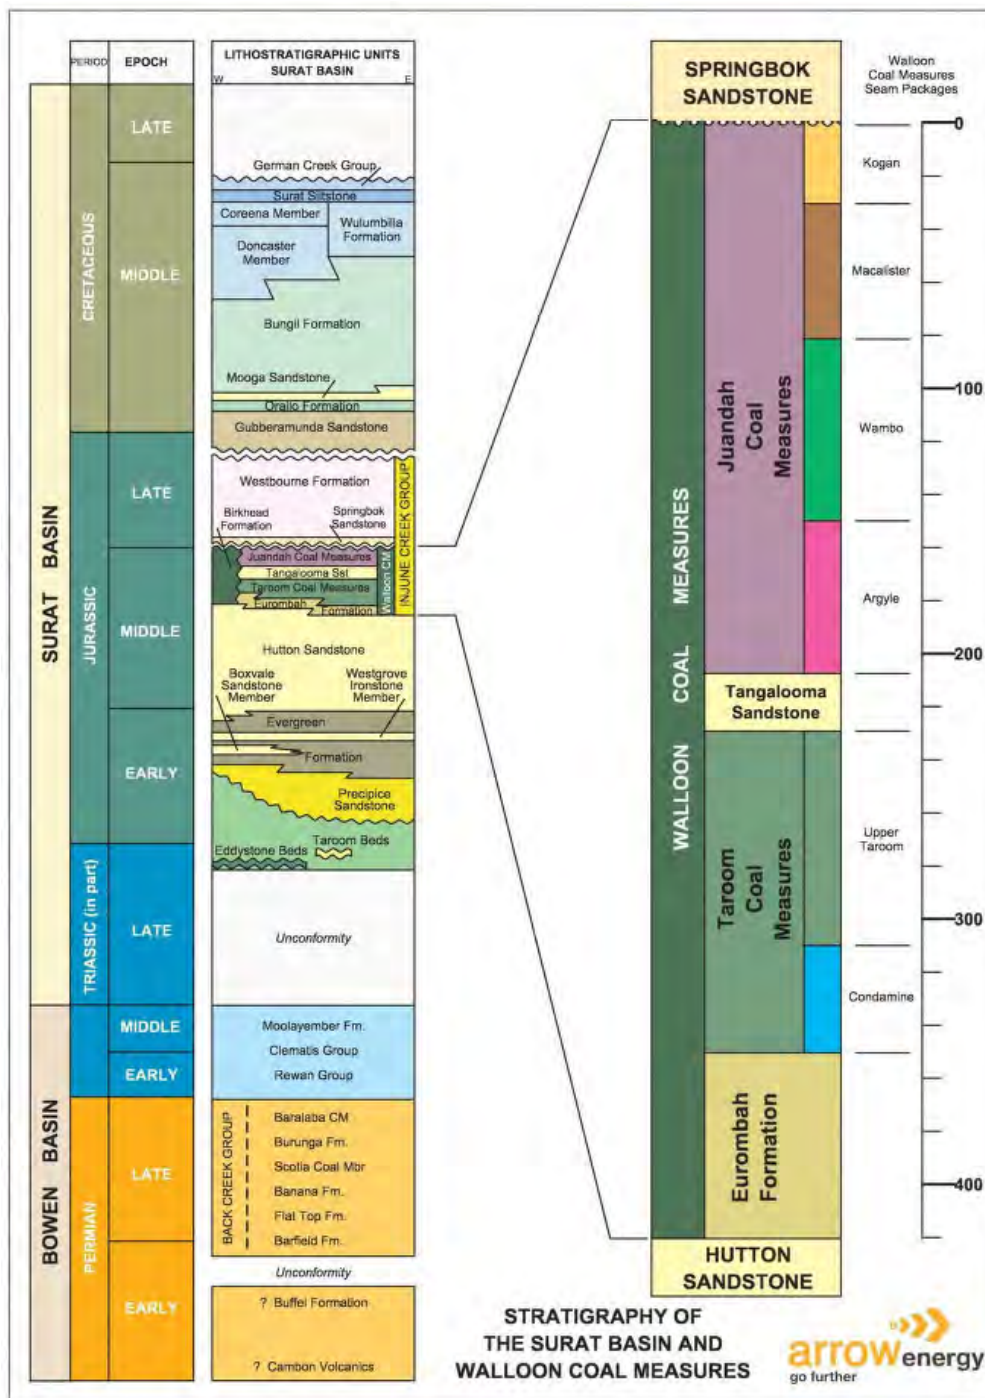 PERIOD
EPOCH
LITHOSTRATIGRAPHIC UNITS
SURAT BASIN
W
E
SURAT BASIN
BOWEN BASIN
CRETACEOUS
JURASSIC
TRIASSIC (in part)
PERMIAN
LATE
MIDDLE
LATE
MIDDLE
EARLY
LATE
MIDDLE
EARLY
LATE
EARLY
German Creek Group
Surat Siltstone
Coreena Member
Wulumbilla
Formation
Doncaster
Member
Bungil Formation
Mooga Sandstone
Orallo Formation
Gubberamunda Sandstone
Westbourne Formation
Birkhead
Formation
Springbok
Sandstone
Juandah Coal Measures
Tangalooma Sst
Taroom Coal Measures
Eurombah
Formation
Walloon CM
INJUNE CREEK GROUP
Hutton Sandstone
Boxvale
Sandstone
Member
Westgrove
Ironstone
Member
Evergreen
Formation
Precipice
Sandstone
Taroom Beds
Eddystone Beds
Unconformity
Moolayember Fm.
Clematis Group
Rewan Group
BACK CREEK GROUP
Baralaba CM
Burunga Fm.
Scotia Coal Mbr
Banana Fm.
Flat Top Fm.
Barfield Fm.
Unconformity
? Buffel Formation
? Cambon Volcanics
SPRINGBOK
SANDSTONE
Walloon
Coal Measures
Seam Packages
WALLOON COAL MEASURES
Juandah
Coal
Measures
Tangalooma
Sandstone
Taroom
Coal
Measures
Eurombah
Formation
HUTTON
SANDSTONE
Kogan
Macalister
Wambo
Argyle
Upper
Taroom
Condamine
0
100
200
300
400
STRATIGRAPHY OF
THE SURAT BASIN AND
WALLOON COAL MEASURES
arrow energy
go further